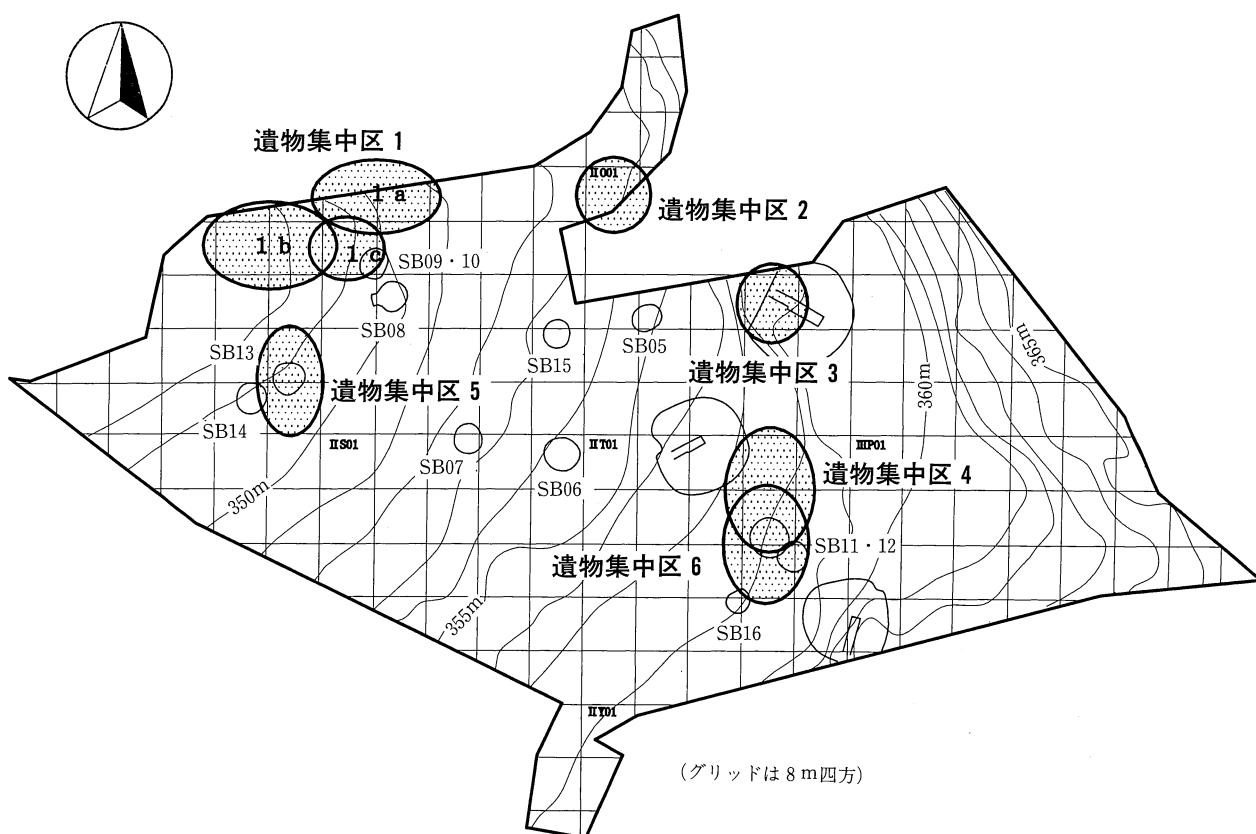 遺物集中区 1
1 a
IIO01
遺物集中区 2
1 b
1 c
SB09・10
SB08
SB15
SB05
SB13
遺物集中区 3
365m
360m
遺物集中区 5
SB14
IIS01
SB07
IIT01
SB06
IIIP01
遺物集中区 4
350m
SB11・12
遺物集中区 6
355m
SB16
IIY01
(グリッドは8m四方)